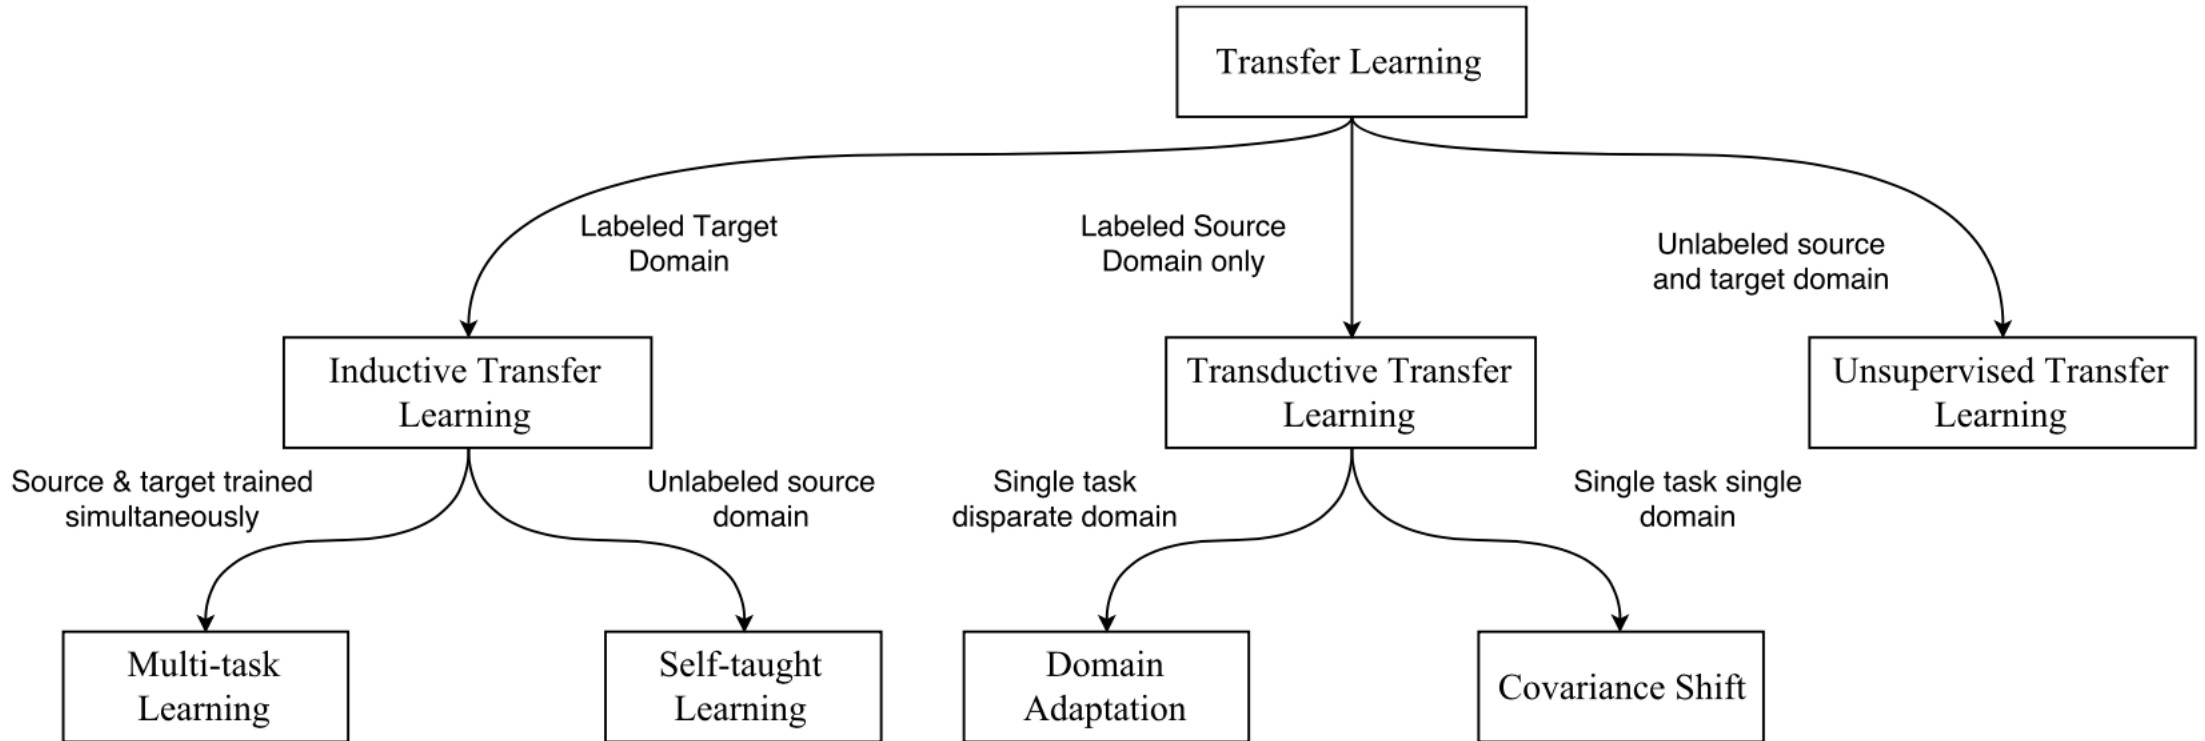 Transfer Learning
Labeled Target
Domain
Labeled Source
Domain only
Unlabeled source
and target domain
Inductive Transfer
Learning
Transductive Transfer
Learning
Unsupervised Transfer
Learning
Source & target trained
simultaneously
Unlabeled source
domain
Single task
disparate domain
Single task single
domain
Multi-task
Learning
Self-taught
Learning
Domain
Adaptation
Covariance Shift